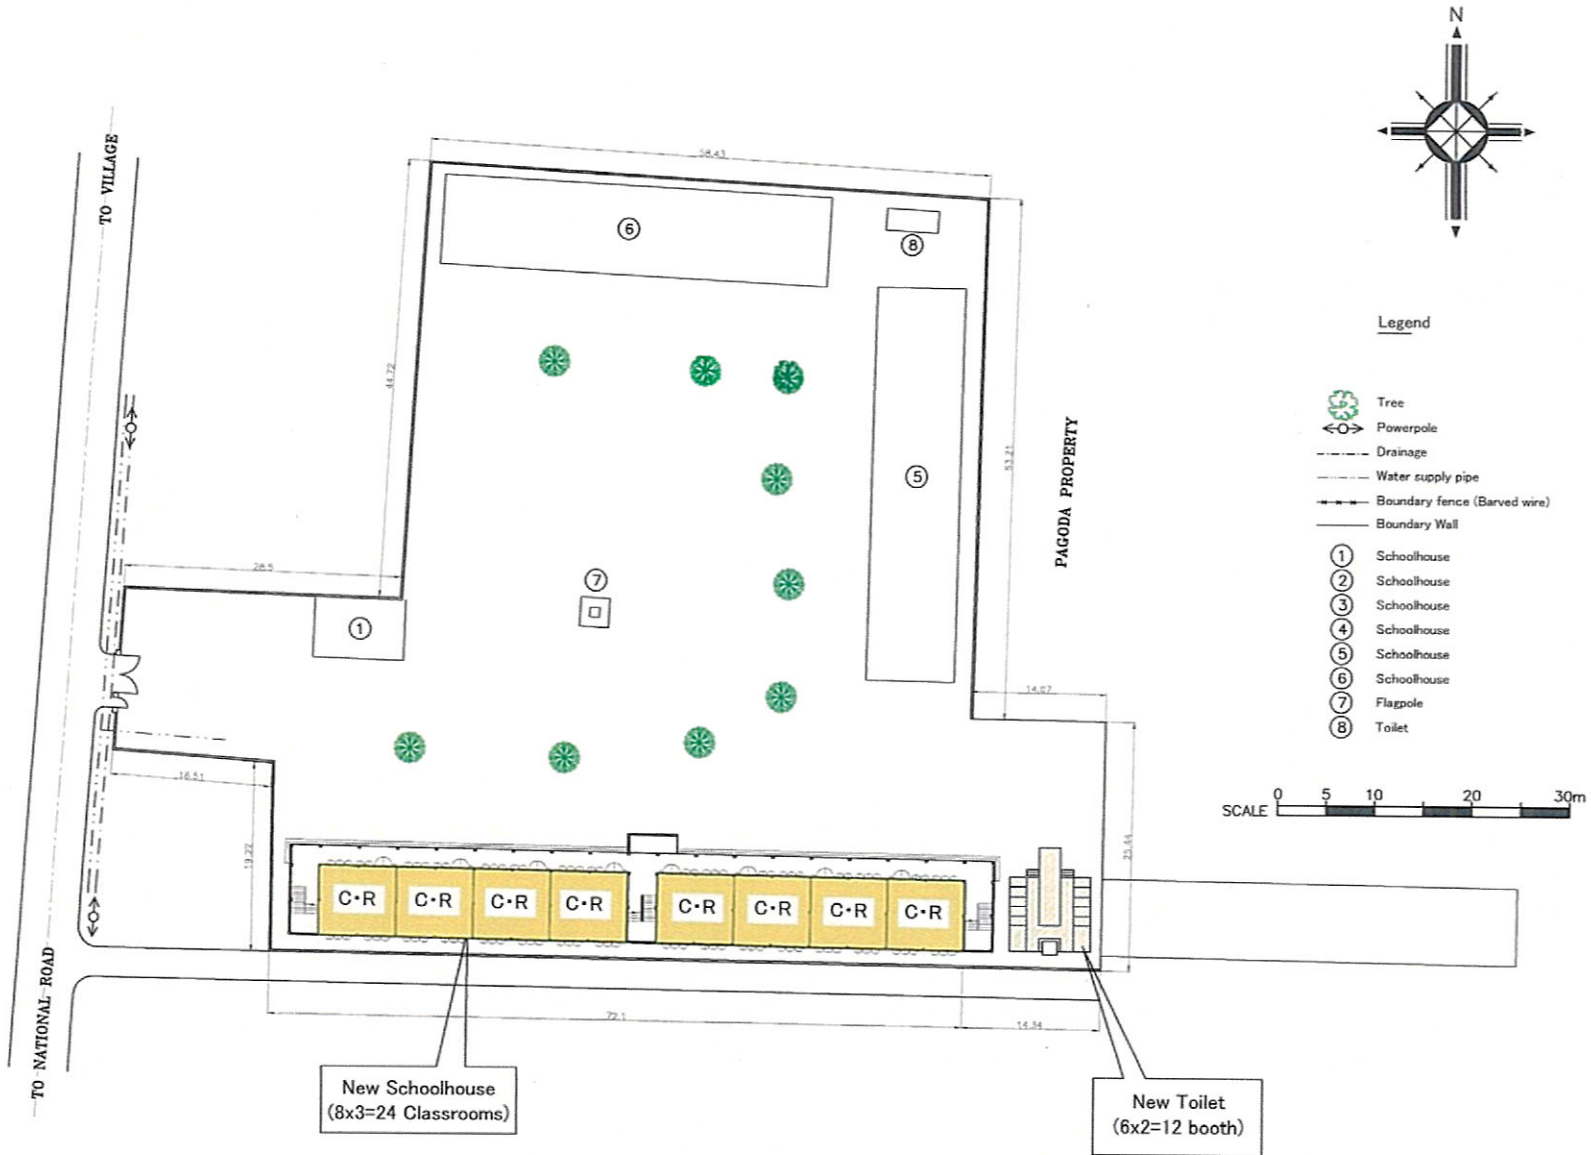 N
TO VILLAGE
58.43
⑥
⑧
Legend
44.72
Tree
Powerpole
Drainage
Water supply pipe
Boundary fence (Barved wire)
Boundary Wall
① Schoolhouse
② Schoolhouse
③ Schoolhouse
④ Schoolhouse
⑤ Schoolhouse
⑥ Schoolhouse
⑦ Flagpole
⑧ Toilet
53.21
PAGODA PROPERTY
⑤
28.5
⑦
①
14.07
16.51
SCALE 0 5 10 20 30m
19.22
25.44
C・R C・R C・R C・R C・R C・R C・R C・R
TO NATIONAL ROAD
72.1
14.34
New Schoolhouse
(8x3=24 Classrooms)
New Toilet
(6x2=12 booth)